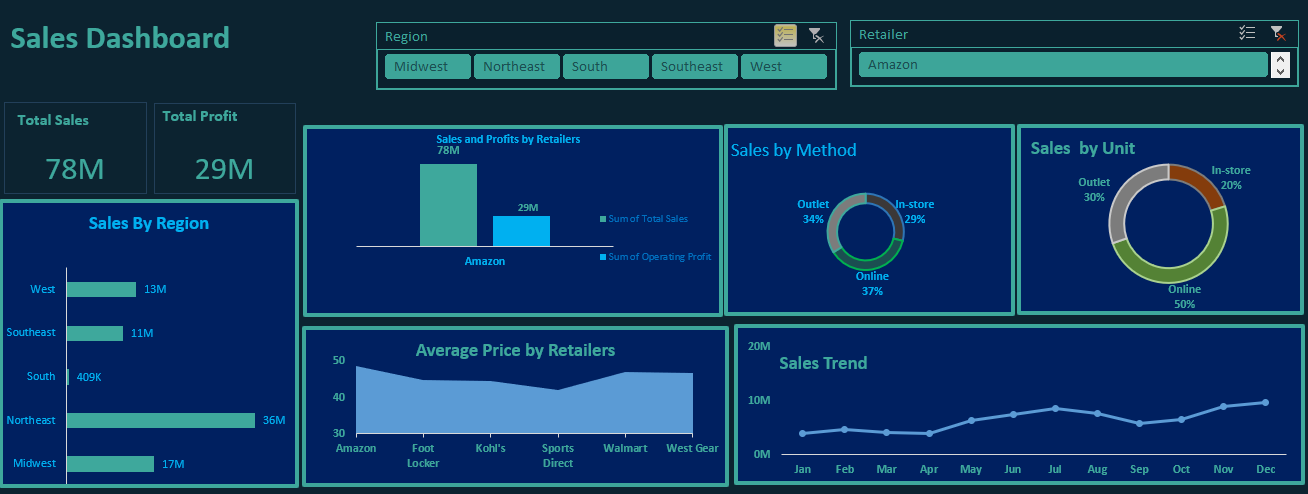 Sales Dashboard
Region
Midwest
Northeast
South
Southeast
West
Retailer
Amazon
Total Sales
78M
Total Profit
29M
Sales By Region
West
13M
Southeast
11M
South
409K
Northeast
36M
Midwest
17M
Sales and Profits by Retailers
78M
29M
Amazon
Sum of Total Sales
Sum of Operating Profit
Sales by Method
Outlet
34%
In-store
29%
Online
37%
Sales  by Unit
Outlet
30%
In-store
20%
Online
50%
Average Price by Retailers
50
40
30
Amazon
Foot
Locker
Kohl's
Sports
Direct
Walmart
West Gear
Sales Trend
20M
10M
0M
Jan
Feb
Mar
Apr
May
Jun
Jul
Aug
Sep
Oct
Nov
Dec